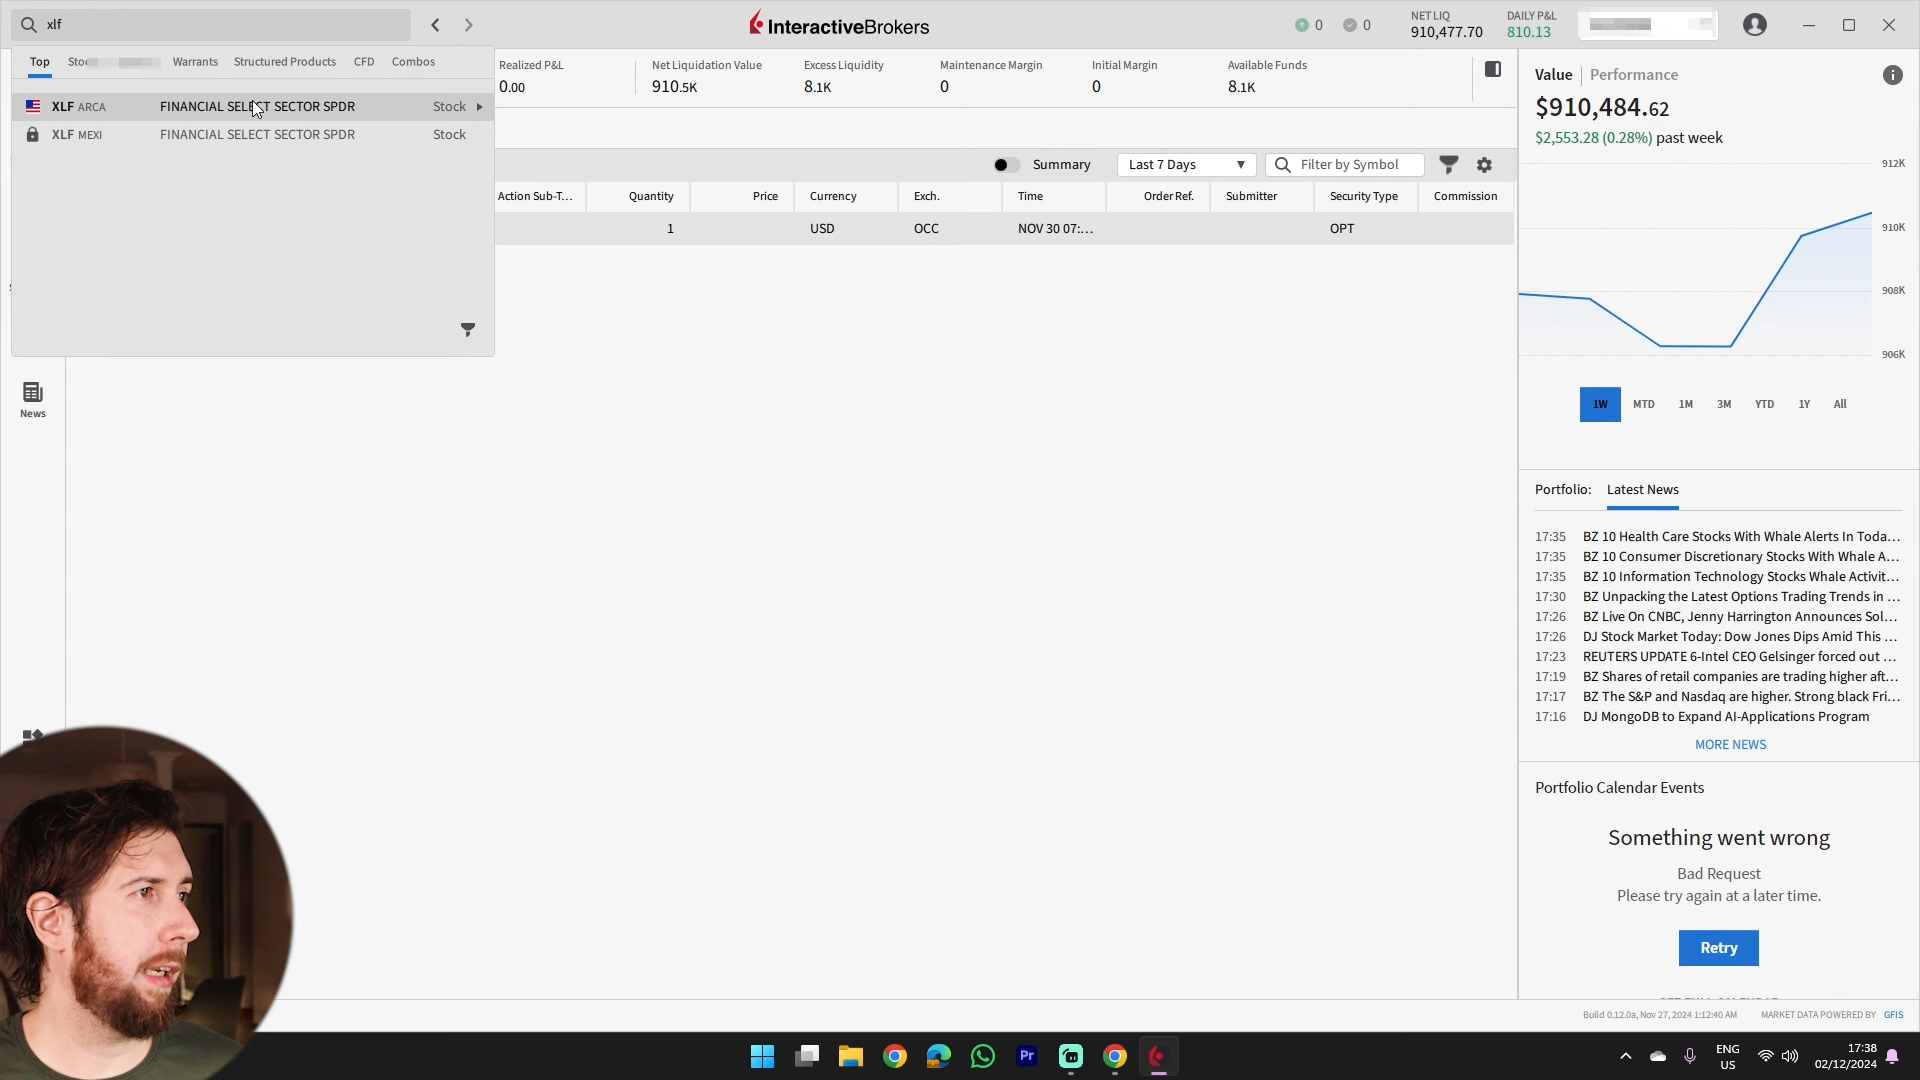 xlf
InteractiveBrokers
0
0
NET LIQ
910,477.70
DAILY P&L
810.13
Top
Warrants
Structured Products
CFD
Combos
XLF ARCA FINANCIAL SELECT SECTOR SPDR Stock
XLF MEXI FINANCIAL SELECT SECTOR SPDR Stock
News
Realized P&L
0.00
Net Liquidation Value
910.5K
Excess Liquidity
8.1K
Maintenance Margin
0
Initial Margin
0
Available Funds
8.1K
Summary
Last 7 Days
Filter by Symbol
Action Sub-T... Quantity Price Currency Exch. Time Order Ref. Submitter Security Type Commission
1 USD OCC NOV 30 07:... OPT
Value
Performance
$910,484.62
$2,553.28 (0.28%) past week
912K
910K
908K
906K
1W MTD 1M 3M YTD 1Y All
Portfolio: Latest News
17:35 BZ 10 Health Care Stocks With Whale Alerts In Toda...
17:35 BZ 10 Consumer Discretionary Stocks With Whale A...
17:35 BZ 10 Information Technology Stocks Whale Activit...
17:30 BZ Unpacking the Latest Options Trading Trends in ...
17:26 BZ Live On CNBC, Jenny Harrington Announces Sol...
17:26 DJ Stock Market Today: Dow Jones Dips Amid This ...
17:23 REUTERS UPDATE 6-Intel CEO Gelsinger forced out ...
17:19 BZ Shares of retail companies are trading higher aft...
17:17 BZ The S&P and Nasdaq are higher. Strong black Fri...
17:16 DJ MongoDB to Expand AI-Applications Program
MORE NEWS
Portfolio Calendar Events
Something went wrong
Bad Request
Please try again at a later time.
Retry
Build 0.12.0a, Nov 27, 2024 1:12:40 AM
MARKET DATA POWERED BY GFIS
Pr
ENG
US
17:38
02/12/2024